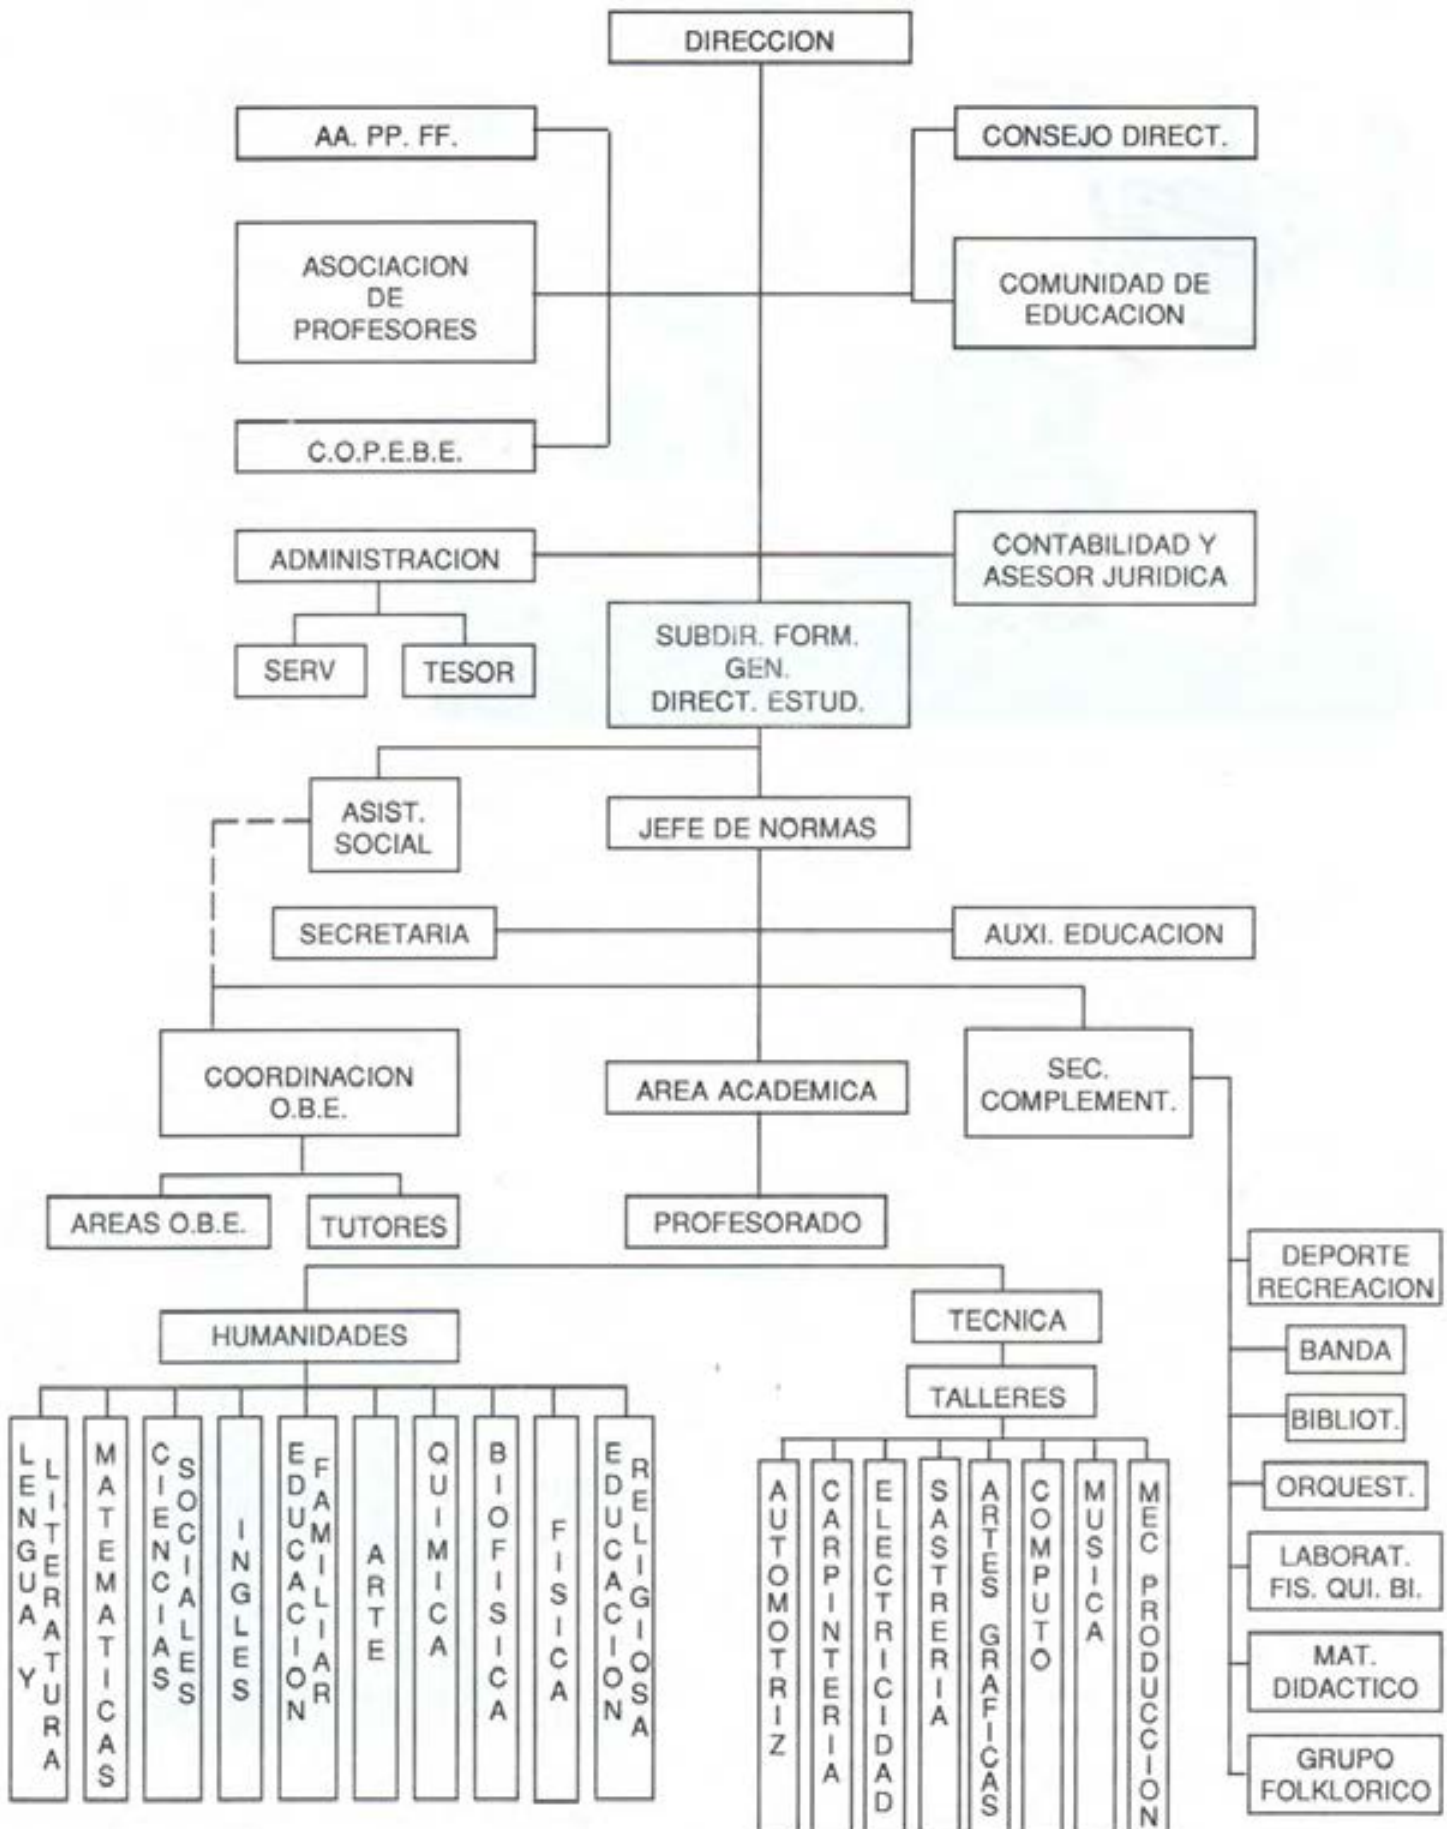 DIRECCION
AA. PP. FF.
CONSEJO DIRECT.
ASOCIACION
DE
PROFESORES
COMUNIDAD DE
EDUCACION
C.O.P.E.B.E.
ADMINISTRACION
CONTABILIDAD Y
ASESOR JURIDICA
SERV
TESOR
SUBDIR. FORM.
GEN.
DIRECT. ESTUD.
ASIST.
SOCIAL
JEFE DE NORMAS
SECRETARIA
AUXI. EDUCACION
COORDINACION
O.B.E.
AREA ACADEMICA
SEC.
COMPLEMENT.
AREAS O.B.E.
TUTORES
PROFESORADO
DEPORTE
RECREACION
BANDA
BIBLIOT.
ORQUEST.
LABORAT.
FIS. QUI. BI.
MAT.
DIDACTICO
GRUPO
FOLKLORICO
HUMANIDADES
TECNICA
TALLERES
LENGUA Y
LITERATURA
MATEMATICAS
CIENCIAS
SOCIALES
INGLES
EDUCACION
FAMILIAR
ARTE
QUIMICA
BIOFISICA
FISICA
EDUCACION
RELIGIOSA
AUTOMOTRIZ
CARPINTERIA
ELECTRICIDAD
SASTRERIA
ARTES GRAFICAS
COMPUTO
MUSICA
MEC PRODUCCION